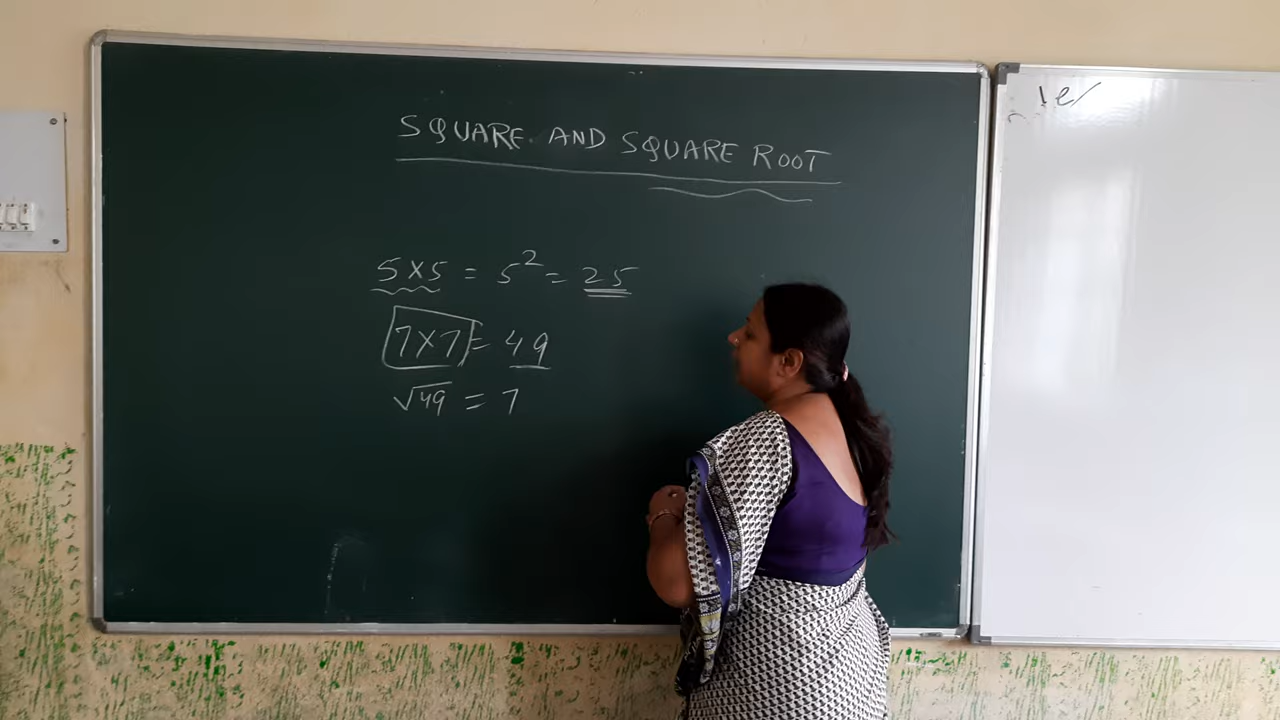 SQUARE AND SQUARE ROOT
5×5 = 5² = 25
7×7 = 49
√49 = 7